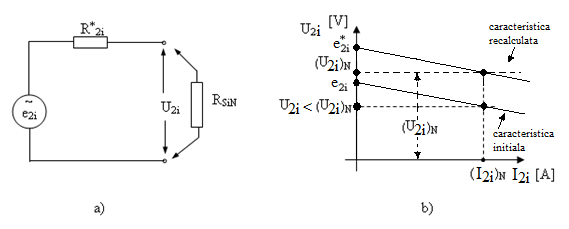 R*2i
~
e2i
U2i
RSiN
a)
U2i [V]
e*2i
(U2i)N
e2i
U2i < (U2i)N
(U2i)N
caracteristica
recalculata
caracteristica
initiala
(I2i)N I2i [A]
b)